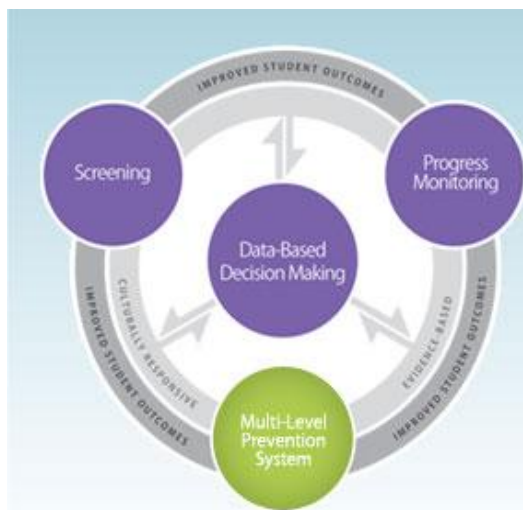 IMPROVED STUDENT OUTCOMES
Screening
Progress
Monitoring
Data-Based
Decision Making
CULTURALLY RESPONSIVE
EVIDENCE-BASED
IMPROVED STUDENT OUTCOMES
IMPROVED STUDENT OUTCOMES
Multi-Level
Prevention
System